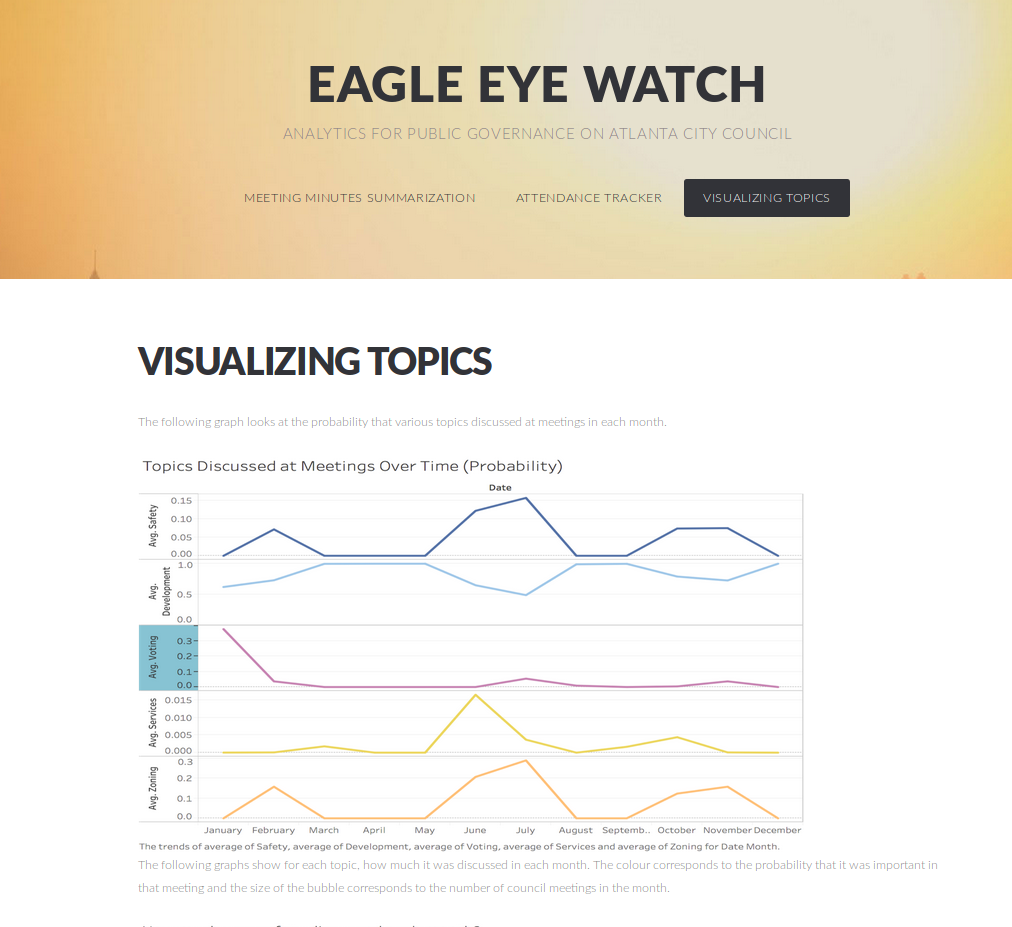 EAGLE EYE WATCH
ANALYTICS FOR PUBLIC GOVERNANCE ON ATLANTA CITY COUNCIL
MEETING MINUTES SUMMARIZATION ATTENDANCE TRACKER VISUALIZING TOPICS
VISUALIZING TOPICS
The following graph looks at the probability that various topics discussed at meetings in each month.
Topics Discussed at Meetings Over Time (Probability)
Date
Avg. Safety
0.15
0.10
0.05
0.00
Avg. Development
1.0
0.5
0.0
Avg. Voting
0.3
0.2
0.1
0.0
Avg. Services
0.015
0.010
0.005
0.000
Avg. Zoning
0.3
0.2
0.1
0.0
January February March April May June July August Septemb.. October November December
The trends of average of Safety, average of Development, average of Voting, average of Services and average of Zoning for Date Month.
The following graphs show for each topic, how much it was discussed in each month. The colour corresponds to the probability that it was important in
that meeting and the size of the bubble corresponds to the number of council meetings in the month.